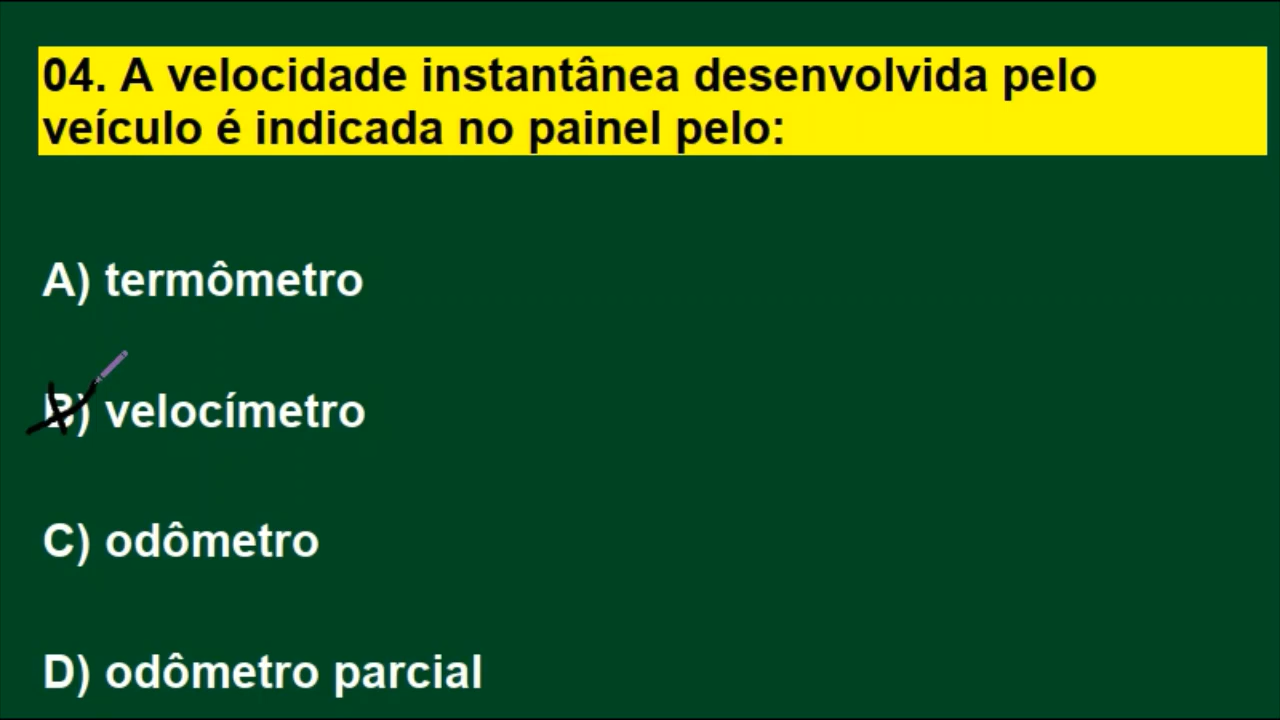 04. A velocidade instantânea desenvolvida pelo
veículo é indicada no painel pelo:
A) termômetro
B) velocímetro
C) odômetro
D) odômetro parcial